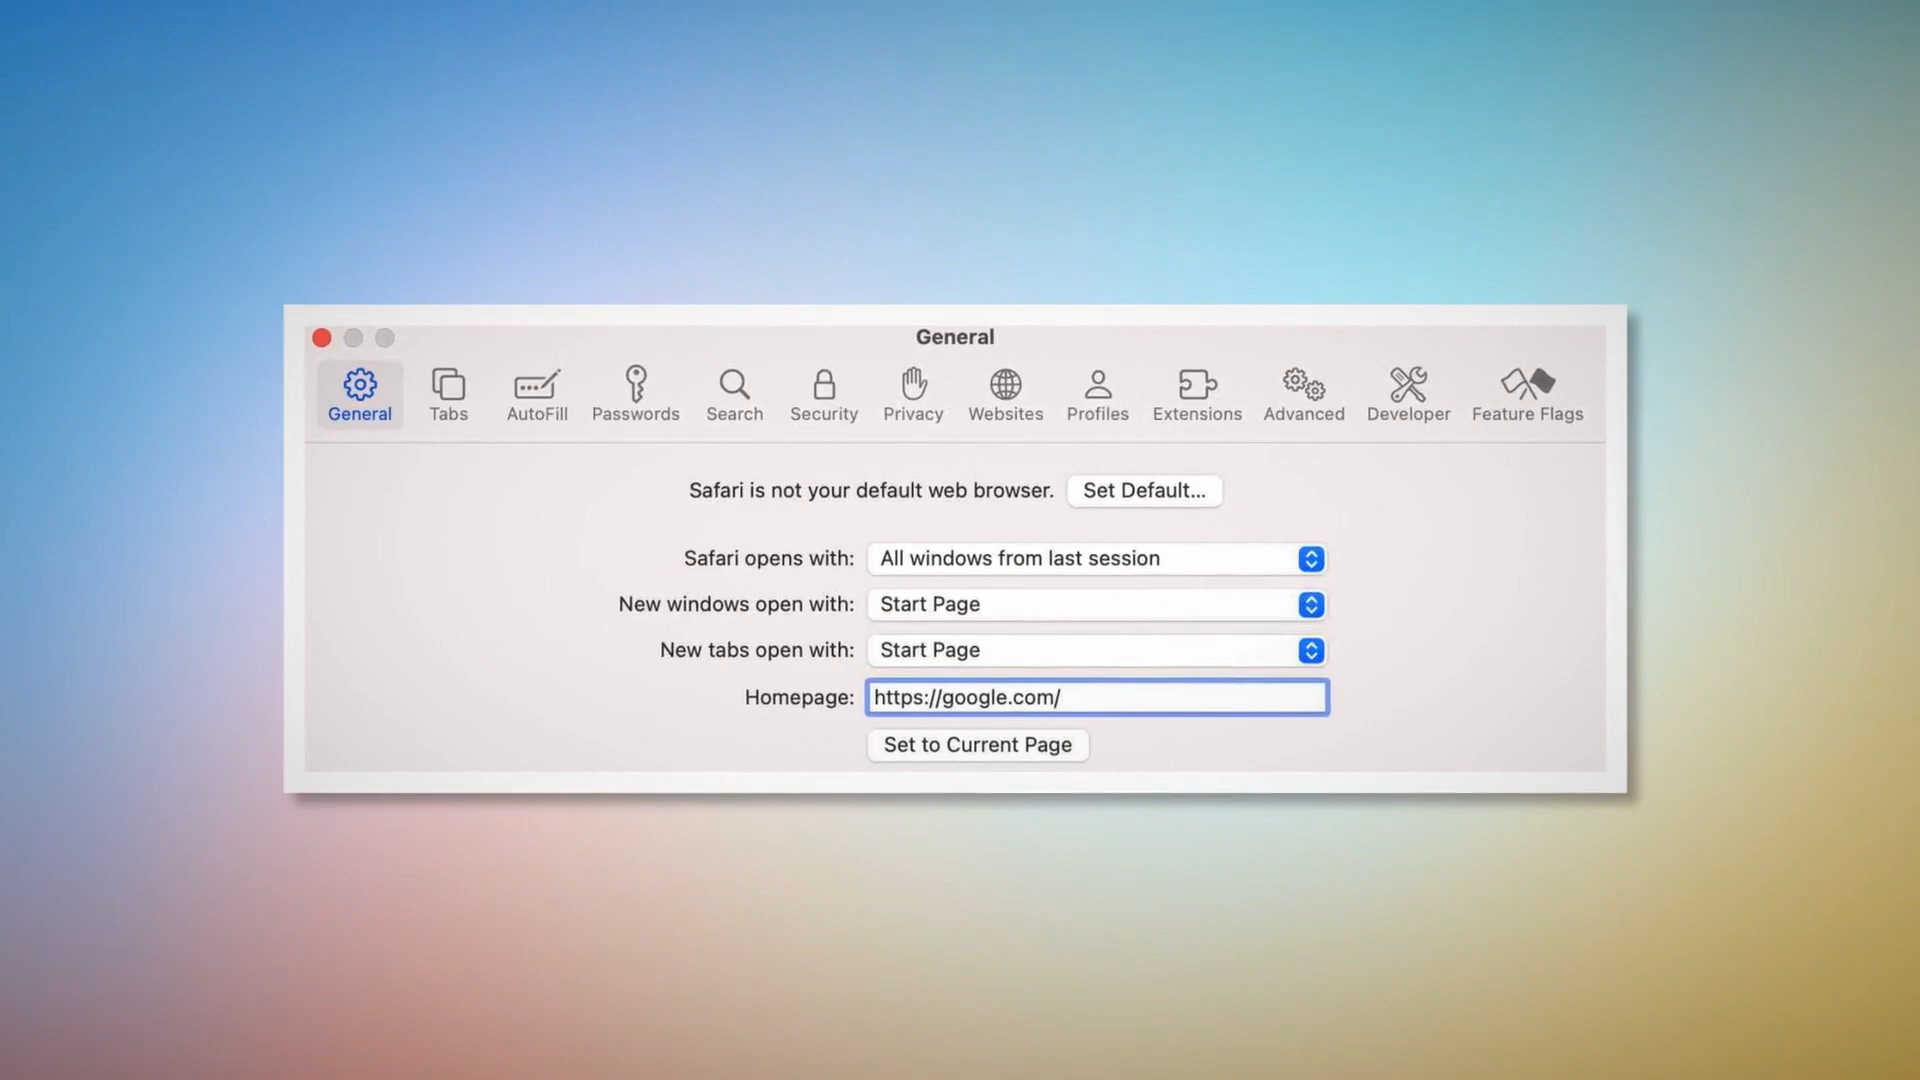 General
General Tabs AutoFill Passwords Search Security Privacy Websites Profiles Extensions Advanced Developer Feature Flags
Safari is not your default web browser. Set Default...
Safari opens with: All windows from last session
New windows open with: Start Page
New tabs open with: Start Page
Homepage: https://google.com/
Set to Current Page